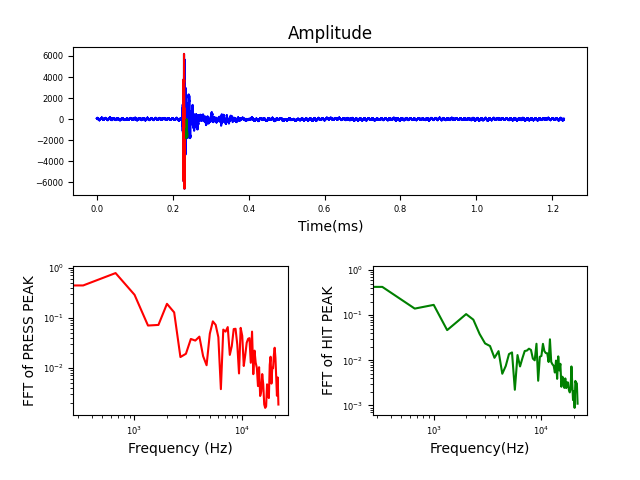 Amplitude
6000
4000
2000
0
−2000
−4000
−6000
0.0 0.2 0.4 0.6 0.8 1.0 1.2
Time(ms)
FFT of PRESS PEAK
10⁰
10⁻¹
10⁻²
10³ 10⁴
Frequency (Hz)
FFT of HIT PEAK
10⁰
10⁻¹
10⁻²
10⁻³
10³ 10⁴
Frequency(Hz)